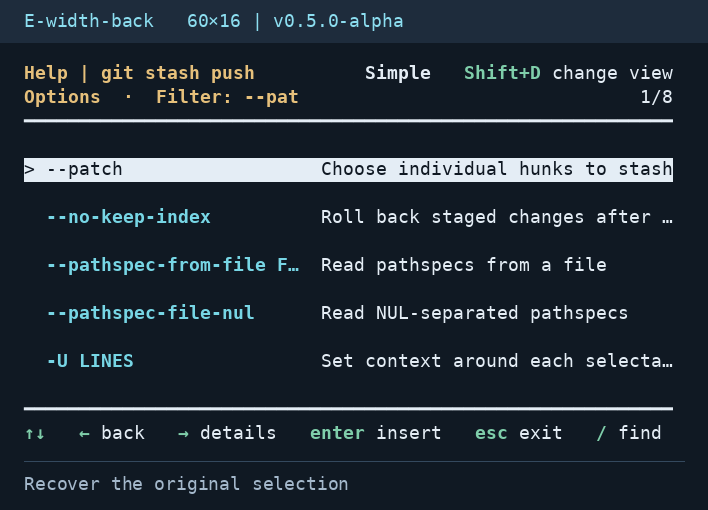 E-width-back   60×16 | v0.5.0-alpha
Help | git stash push          Simple   Shift+D change view
Options  ·  Filter: --pat                               1/8
> --patch                  Choose individual hunks to stash
  --no-keep-index          Roll back staged changes after …
  --pathspec-from-file F…  Read pathspecs from a file
  --pathspec-file-nul      Read NUL-separated pathspecs
  -U LINES                 Set context around each selecta…
↑↓   ← back   → details   enter insert   esc exit   / find
Recover the original selection